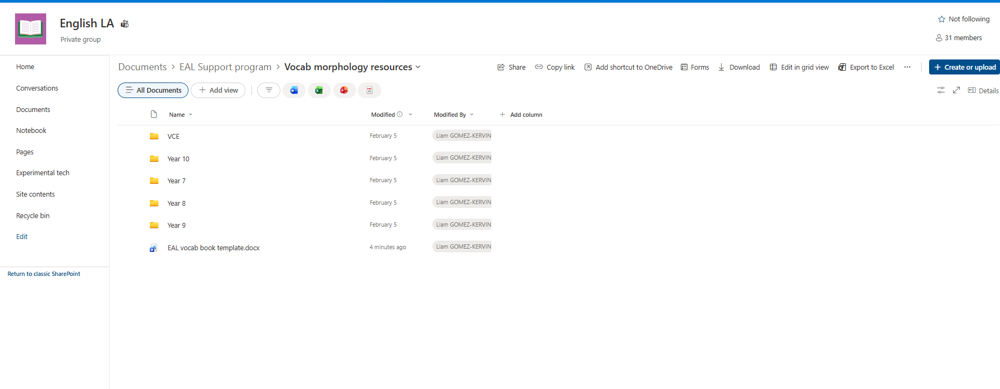 English LA
Private group
Not following
31 members
Home
Conversations
Documents
Notebook
Pages
Experimental tech
Site contents
Recycle bin
Edit
Return to classic SharePoint
Documents > EAL Support program > Vocab morphology resources
Share Copy link Add shortcut to OneDrive Forms Download Edit in grid view Export to Excel ... + Create or upload
All Documents + Add view
Details
Name Modified Modified By + Add column
VCE February 5 Liam GOMEZ-KERVIN
Year 10 February 5 Liam GOMEZ-KERVIN
Year 7 February 5 Liam GOMEZ-KERVIN
Year 8 February 5 Liam GOMEZ-KERVIN
Year 9 February 5 Liam GOMEZ-KERVIN
EAL vocab book template.docx 4 minutes ago Liam GOMEZ-KERVIN